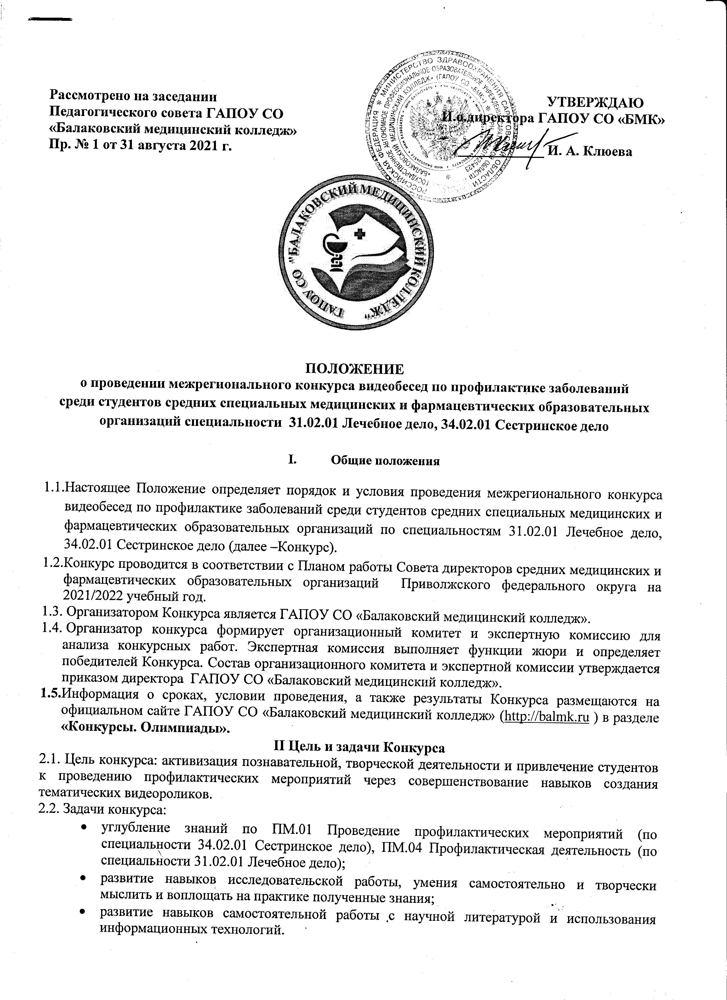 Рассмотрено на заседании
Педагогического совета ГАПОУ СО
«Балаковский медицинский колледж»
Пр. № 1 от 31 августа 2021 г.
УТВЕРЖДАЮ
И.о.директора ГАПОУ СО «БМК»
И. А. Клюева
РОССИЙСКАЯ ФЕДЕРАЦИЯ * МИНИСТЕРСТВО ЗДРАВООХРАНЕНИЯ САРАТОВСКОЙ ОБЛАСТИ
ГОСУДАРСТВЕННОЕ АВТОНОМНОЕ ПРОФЕССИОНАЛЬНОЕ ОБРАЗОВАТЕЛЬНОЕ УЧРЕЖДЕНИЕ САРАТОВСКОЙ ОБЛАСТИ
«БАЛАКОВСКИЙ МЕДИЦИНСКИЙ КОЛЛЕДЖ» (ГАПОУ СО «БМК») *
ГАПОУ СО "БАЛАКОВСКИЙ МЕДИЦИНСКИЙ КОЛЛЕДЖ"
ПОЛОЖЕНИЕ
о проведении межрегионального конкурса видеобесед по профилактике заболеваний
среди студентов средних специальных медицинских и фармацевтических образовательных
организаций специальности 31.02.01 Лечебное дело, 34.02.01 Сестринское дело
I. Общие положения
1.1.Настоящее Положение определяет порядок и условия проведения межрегионального конкурса
видеобесед по профилактике заболеваний среди студентов средних специальных медицинских и
фармацевтических образовательных организаций по специальностям 31.02.01 Лечебное дело,
34.02.01 Сестринское дело (далее –Конкурс).
1.2.Конкурс проводится в соответствии с Планом работы Совета директоров средних медицинских и
фармацевтических образовательных организаций Приволжского федерального округа на
2021/2022 учебный год.
1.3. Организатором Конкурса является ГАПОУ СО «Балаковский медицинский колледж».
1.4. Организатор конкурса формирует организационный комитет и экспертную комиссию для
анализа конкурсных работ. Экспертная комиссия выполняет функции жюри и определяет
победителей Конкурса. Состав организационного комитета и экспертной комиссии утверждается
приказом директора ГАПОУ СО «Балаковский медицинский колледж».
1.5.Информация о сроках, условии проведения, а также результаты Конкурса размещаются на
официальном сайте ГАПОУ СО «Балаковский медицинский колледж» (http://balmk.ru ) в разделе
«Конкурсы. Олимпиады».
II Цель и задачи Конкурса
2.1. Цель конкурса: активизация познавательной, творческой деятельности и привлечение студентов
к проведению профилактических мероприятий через совершенствование навыков создания
тематических видеороликов.
2.2. Задачи конкурса:
• углубление знаний по ПМ.01 Проведение профилактических мероприятий (по
специальности 34.02.01 Сестринское дело), ПМ.04 Профилактическая деятельность (по
специальности 31.02.01 Лечебное дело);
• развитие навыков исследовательской работы, умения самостоятельно и творчески
мыслить и воплощать на практике полученные знания;
• развитие навыков самостоятельной работы с научной литературой и использования
информационных технологий.